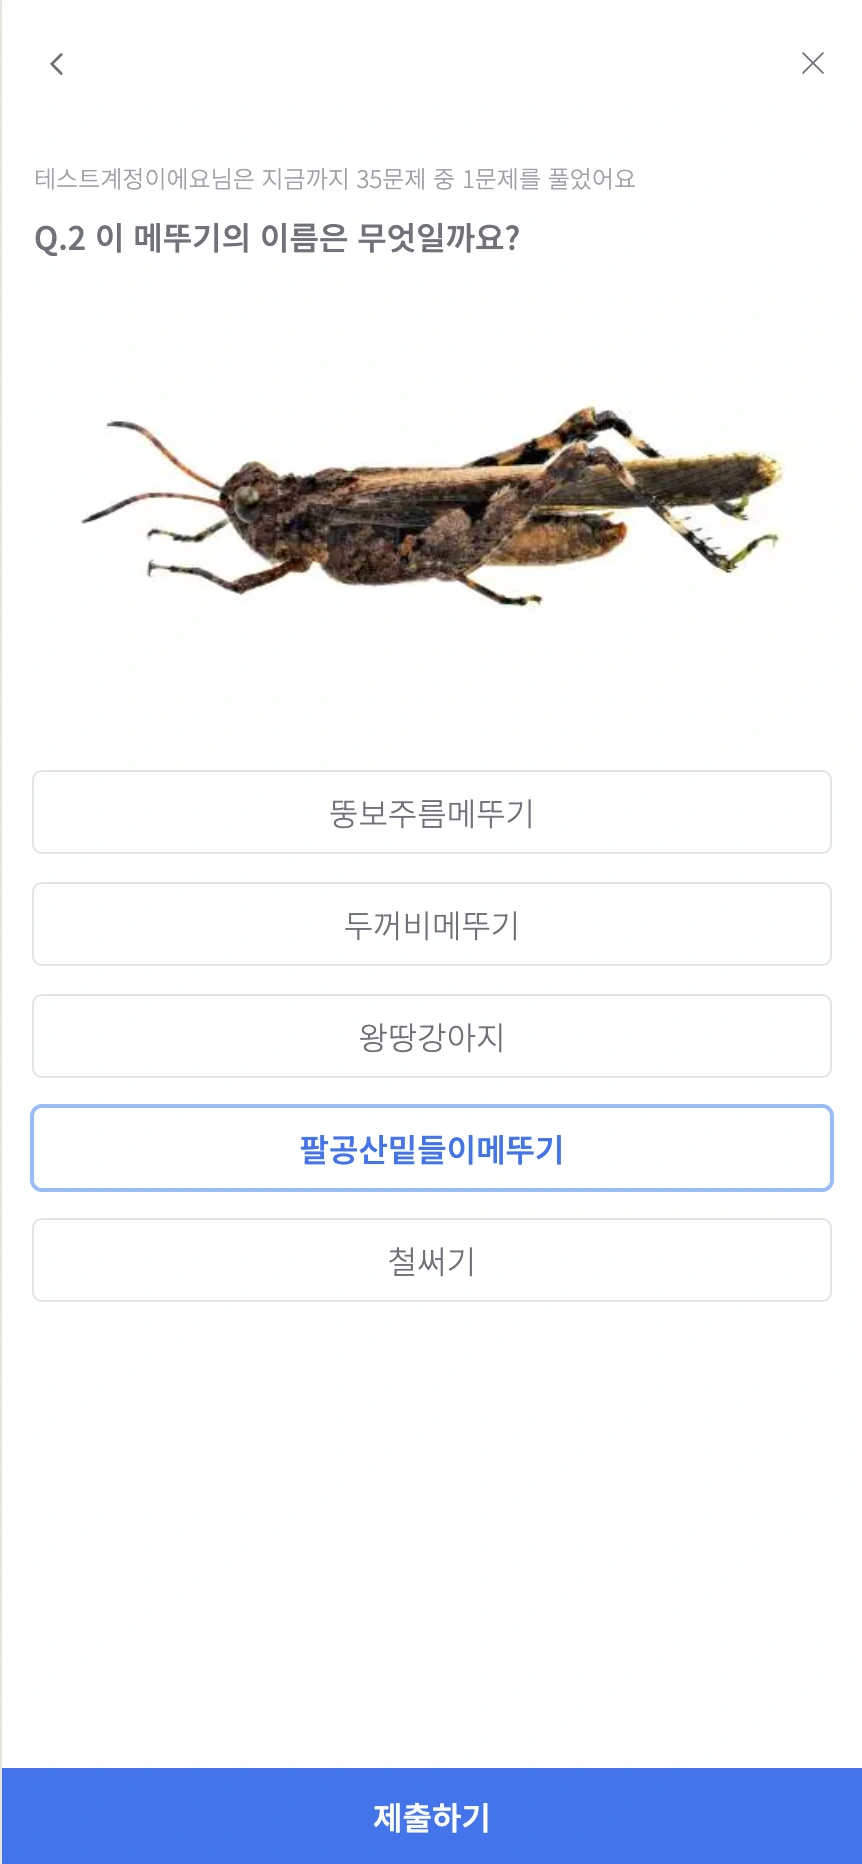 테스트계정이에요님은 지금까지 35문제 중 1문제를 풀었어요
Q.2 이 메뚜기의 이름은 무엇일까요?
뚱보주름메뚜기
두꺼비메뚜기
왕땅강아지
팔공산밑들이메뚜기
철써기
제출하기